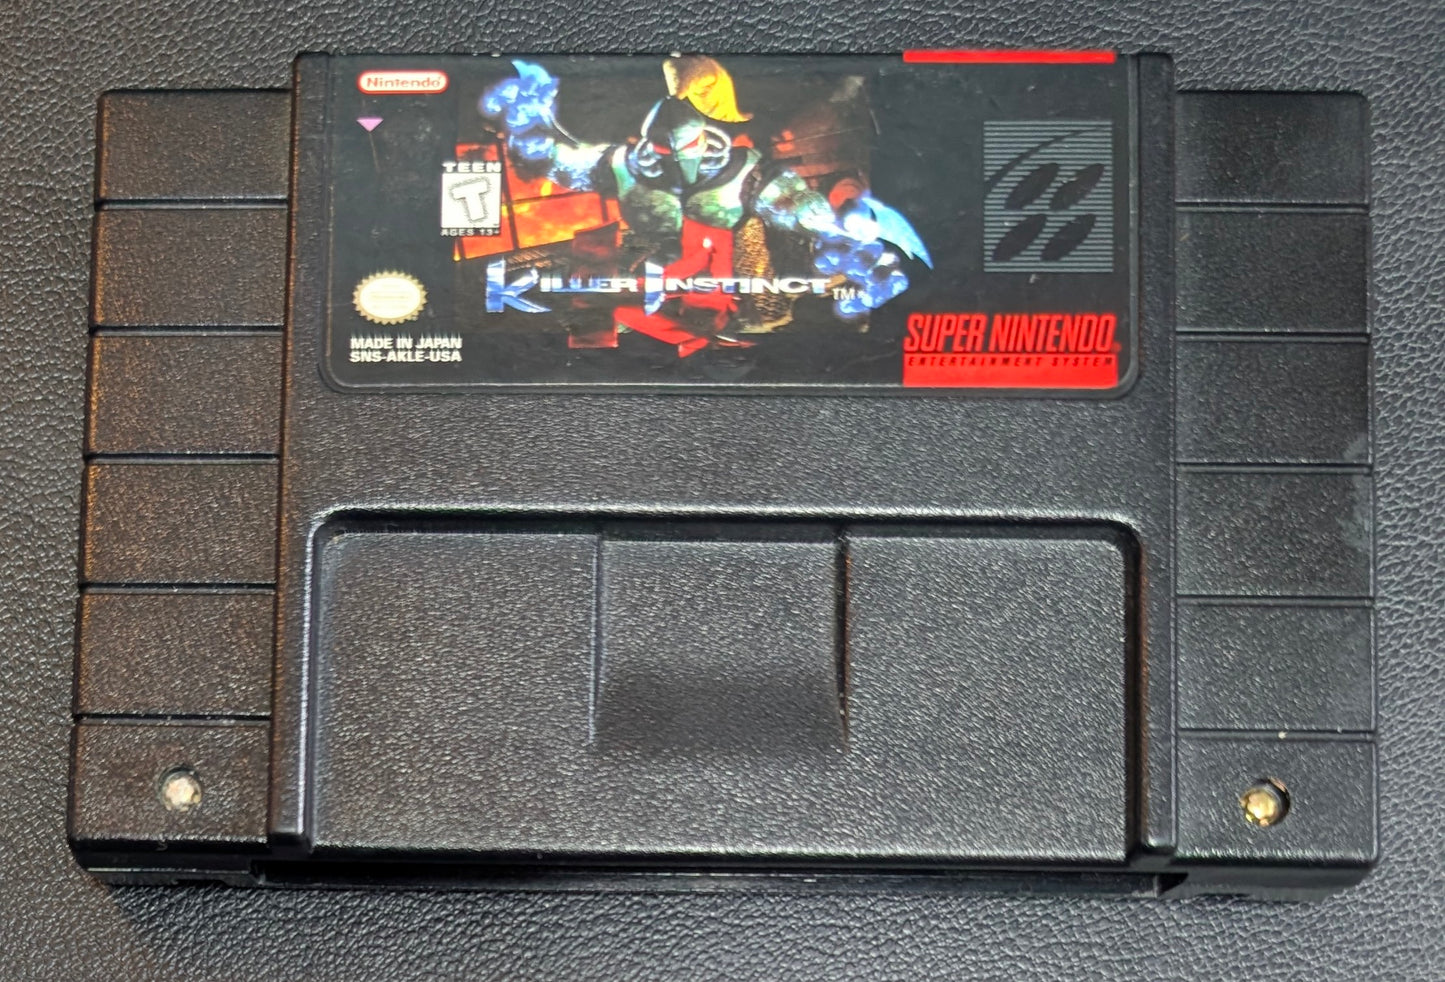 Nintendo
TEEN
T
AGES 13+
KILLER INSTINCT TM
MADE IN JAPAN
SNS-AKLE-USA
SUPER NINTENDO
ENTERTAINMENT SYSTEM